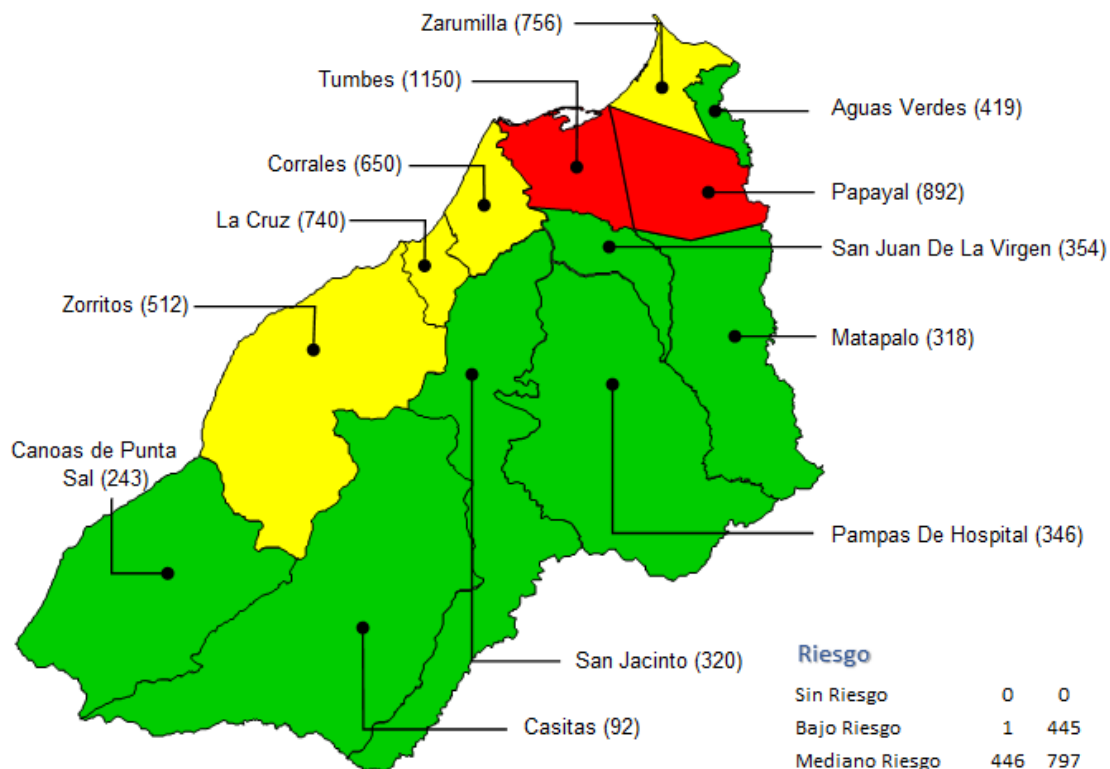 Zarumilla (756)
Tumbes (1150)
Aguas Verdes (419)
Corrales (650)
Papayal (892)
La Cruz (740)
San Juan De La Virgen (354)
Zorritos (512)
Matapalo (318)
Canoas de Punta
Sal (243)
Pampas De Hospital (346)
San Jacinto (320)
Casitas (92)
Riesgo
Sin Riesgo 0 0
Bajo Riesgo 1 445
Mediano Riesgo 446 797